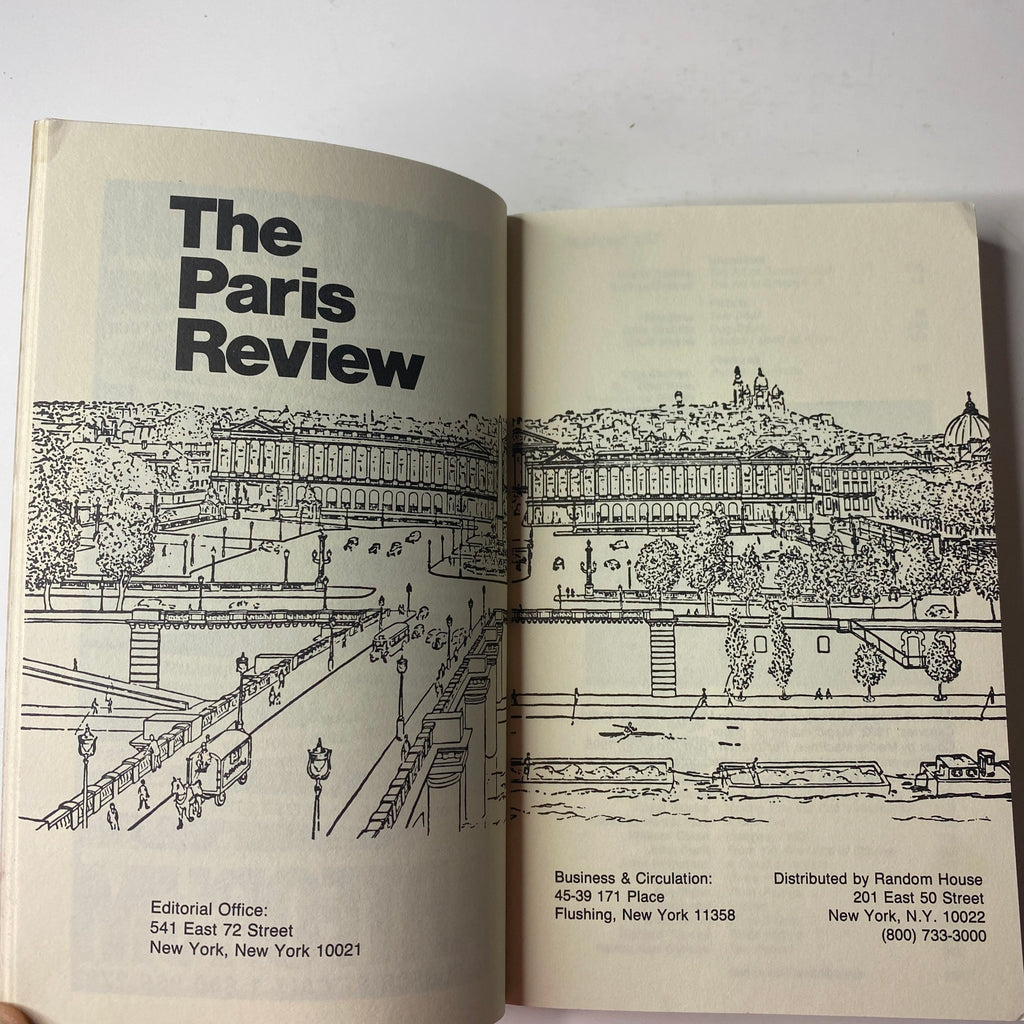 The
Paris
Review
Editorial Office:
541 East 72 Street
New York, New York 10021
Business & Circulation:
45-39 171 Place
Flushing, New York 11358
Distributed by Random House
201 East 50 Street
New York, N.Y. 10022
(800) 733-3000